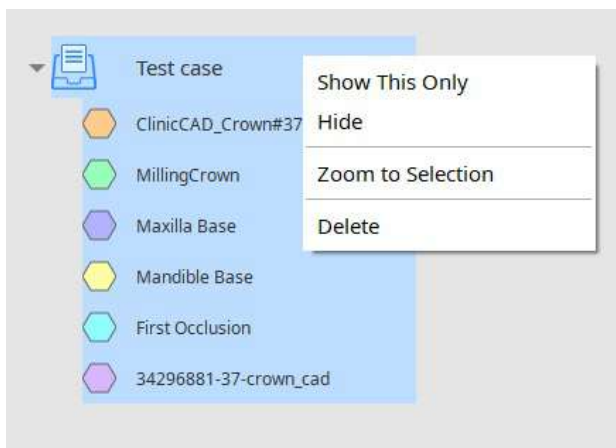 Test case
Show This Only
ClinicCAD_Crown#37
Hide
MillingCrown
Zoom to Selection
Maxilla Base
Delete
Mandible Base
First Occlusion
34296881-37-crown_cad